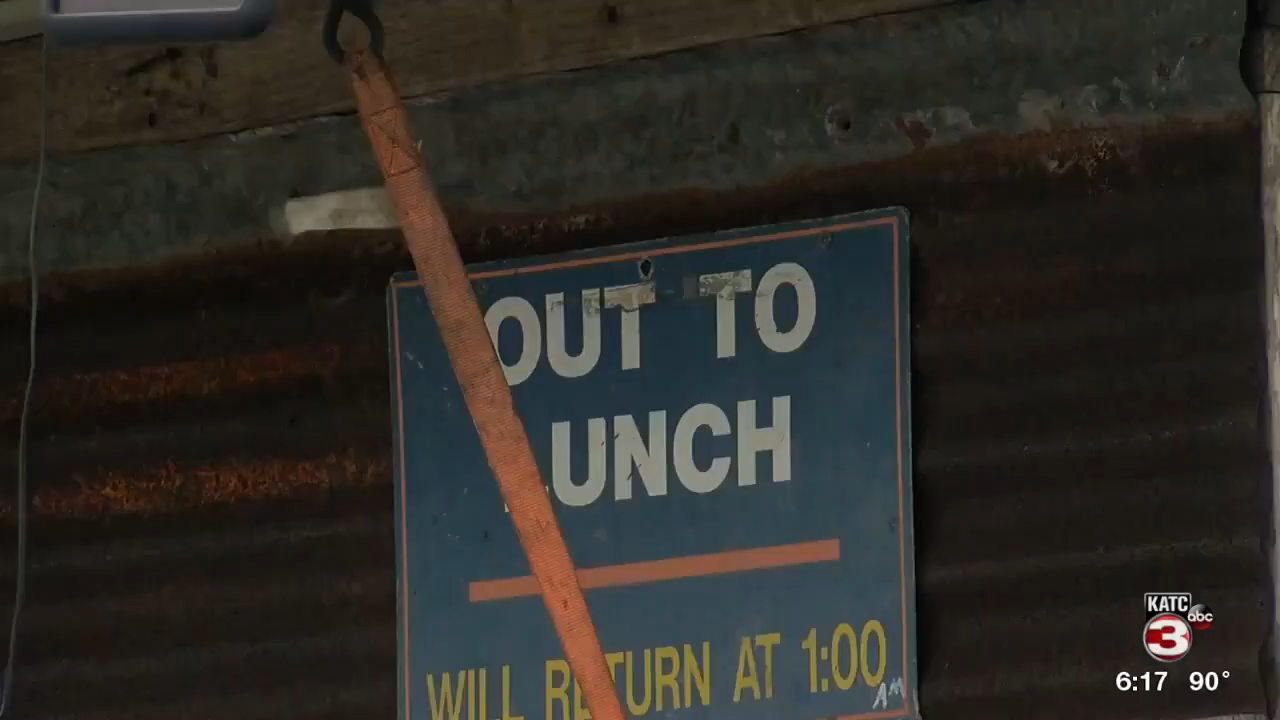 OUT TO
LUNCH
WILL RETURN AT 1:00
AM
KATC
abc
3
6:17 90°